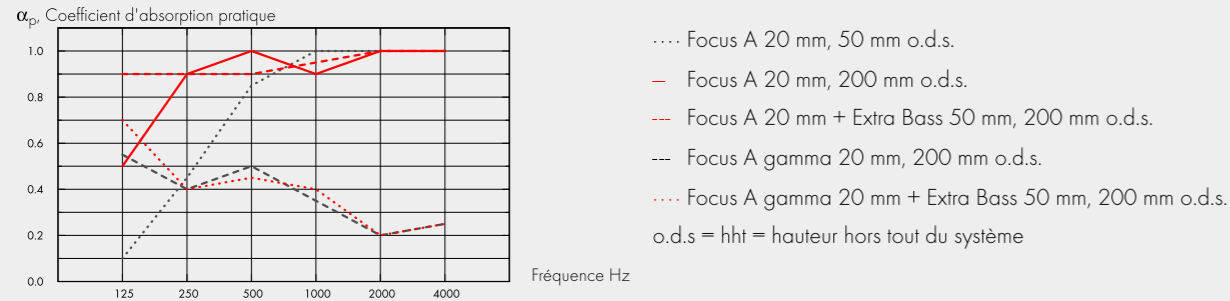 αp, Coefficient d'absorption pratique
1.0
0.8
0.6
0.4
0.2
0.0
125 250 500 1000 2000 4000
Fréquence Hz
···· Focus A 20 mm, 50 mm o.d.s.
— Focus A 20 mm, 200 mm o.d.s.
--- Focus A 20 mm + Extra Bass 50 mm, 200 mm o.d.s.
--- Focus A gamma 20 mm, 200 mm o.d.s.
···· Focus A gamma 20 mm + Extra Bass 50 mm, 200 mm o.d.s.
o.d.s = hht = hauteur hors tout du système